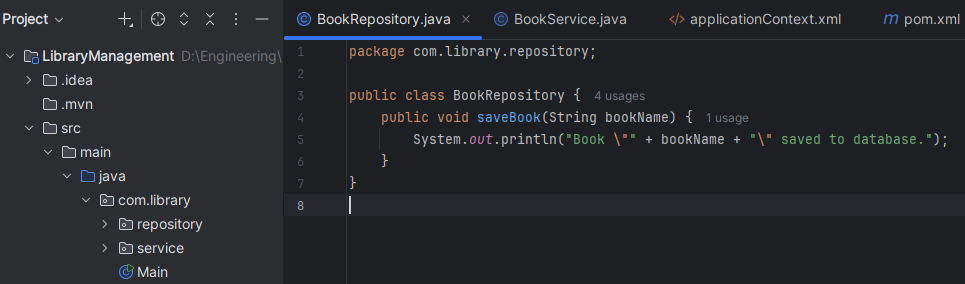 Project
BookRepository.java
BookService.java
applicationContext.xml
pom.xml
LibraryManagement D:\Engineering\
.idea
.mvn
src
main
java
com.library
repository
service
Main
1 package com.library.repository;
2
3 public class BookRepository { 4 usages
4 public void saveBook(String bookName) { 1 usage
5 System.out.println("Book \"" + bookName + "\" saved to database.");
6 }
7 }
8